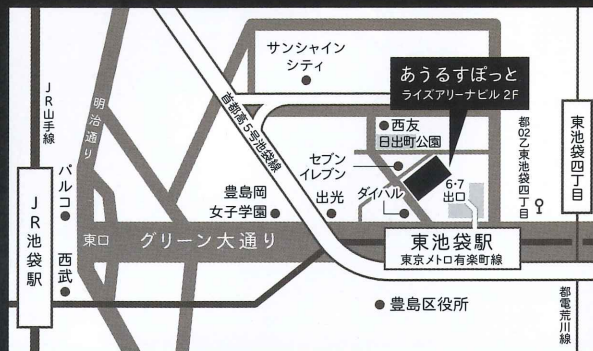 JR山手線
JR池袋駅
パルコ
西武
明治通り
東口
グリーン大通り
首都高5号池袋線
サンシャイン
シティ
あうるすぽっと
ライズアリーナビル 2F
西友
日出町公園
セブン
イレブン
豊島岡
女子学園
出光
ダイハル
6・7
出口
東池袋駅
東京メトロ有楽町線
豊島区役所
都02乙東池袋四丁目
東池袋四丁目
都電荒川線